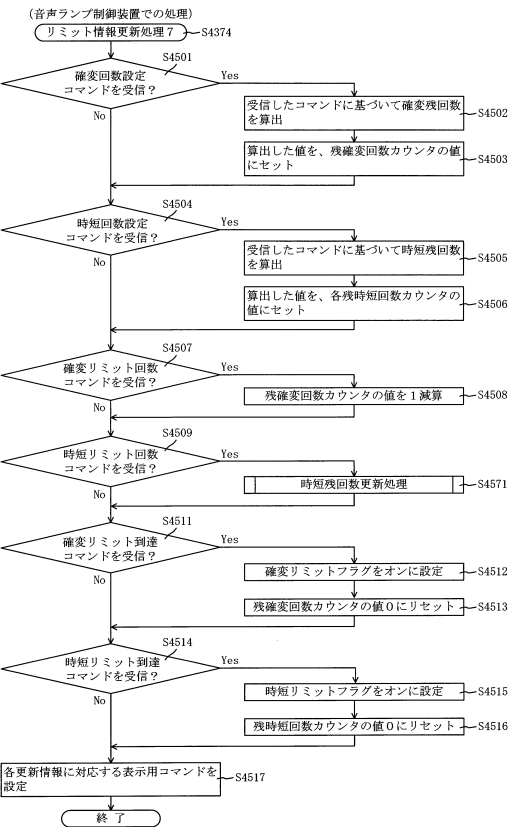 (音声ランプ制御装置での処理)
リミット情報更新処理7
S4374
S4501
確変回数設定
コマンドを受信?
Yes
No
受信したコマンドに基づいて確変残回数
を算出
S4502
算出した値を、残確変回数カウンタの値
にセット
S4503
S4504
時短回数設定
コマンドを受信?
Yes
No
受信したコマンドに基づいて時短残回数
を算出
S4505
算出した値を、各残時短回数カウンタの
値にセット
S4506
S4507
確変リミット回数
コマンドを受信?
Yes
No
残確変回数カウンタの値を1減算
S4508
S4509
時短リミット回数
コマンドを受信?
Yes
No
時短残回数更新処理
S4571
S4511
確変リミット到達
コマンドを受信?
Yes
No
確変リミットフラグをオンに設定
S4512
残確変回数カウンタの値0にリセット
S4513
S4514
時短リミット到達
コマンドを受信?
Yes
No
時短リミットフラグをオンに設定
S4515
残時短回数カウンタの値0にリセット
S4516
各更新情報に対応する表示用コマンドを
設定
S4517
終了